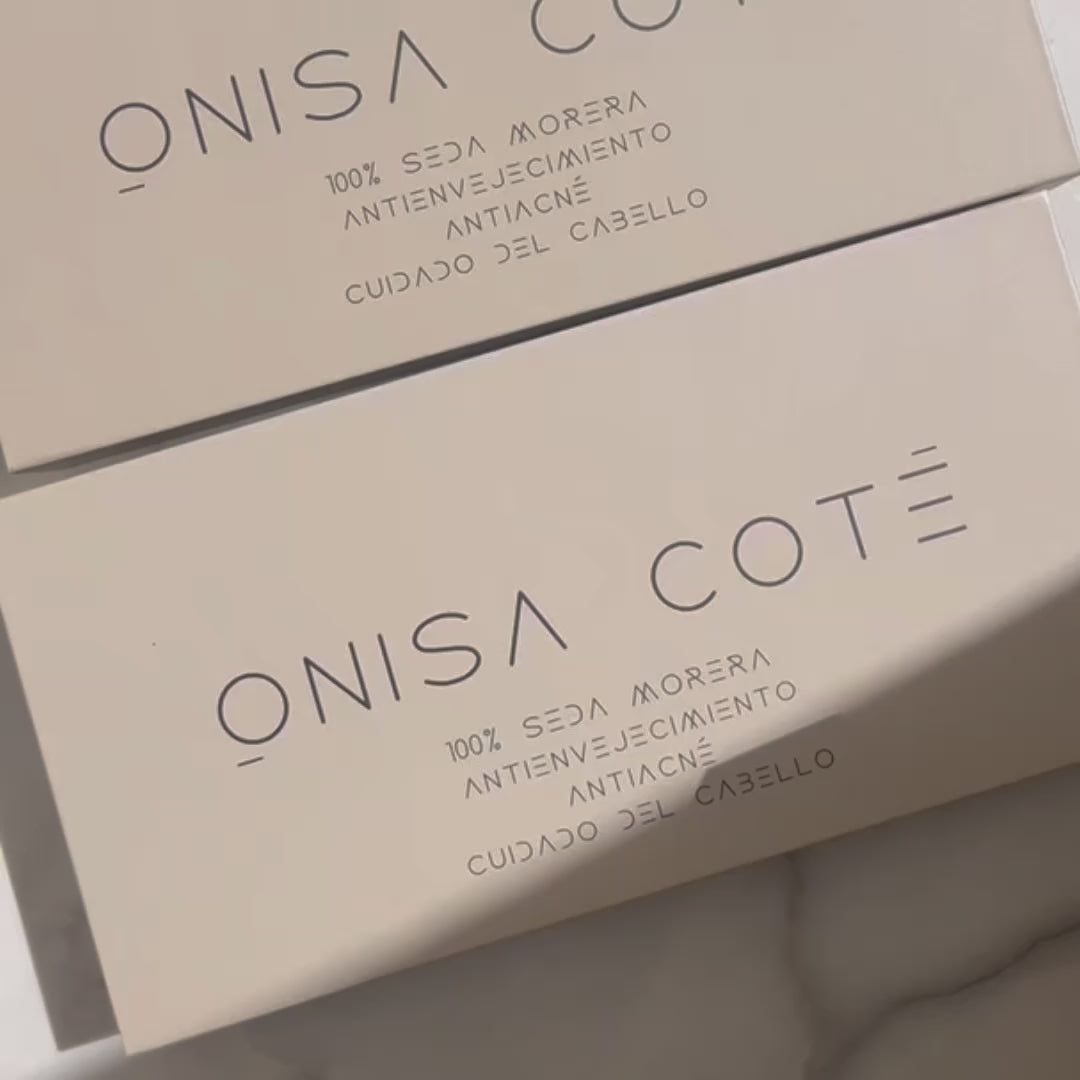 ONISA CO
100% SEDA MORERA
ANTIENVEJECIMIENTO
ANTIACNÉ
CUIDADO DEL CABELLO
ONISA COTÉ
100% SEDA MORERA
ANTIENVEJECIMIENTO
ANTIACNÉ
CUIDADO DEL CABELLO